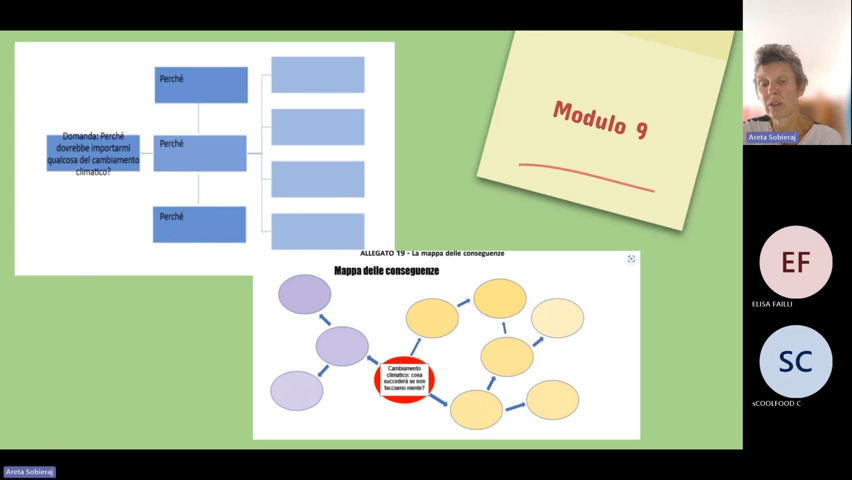 Perché
Domanda: Perché
dovrebbe importarmi
qualcosa del cambiamento
climatico?
Perché
Perché
Modulo 9
ALLEGATO 19 - La mappa delle conseguenze
Mappa delle conseguenze
Cambiamento
climatico: cosa
succederà se non
facciamo niente?
Areta Sobieraj
EF
ELISA FAILLI
SC
sCOOLFOOD C
Areta Sobieraj